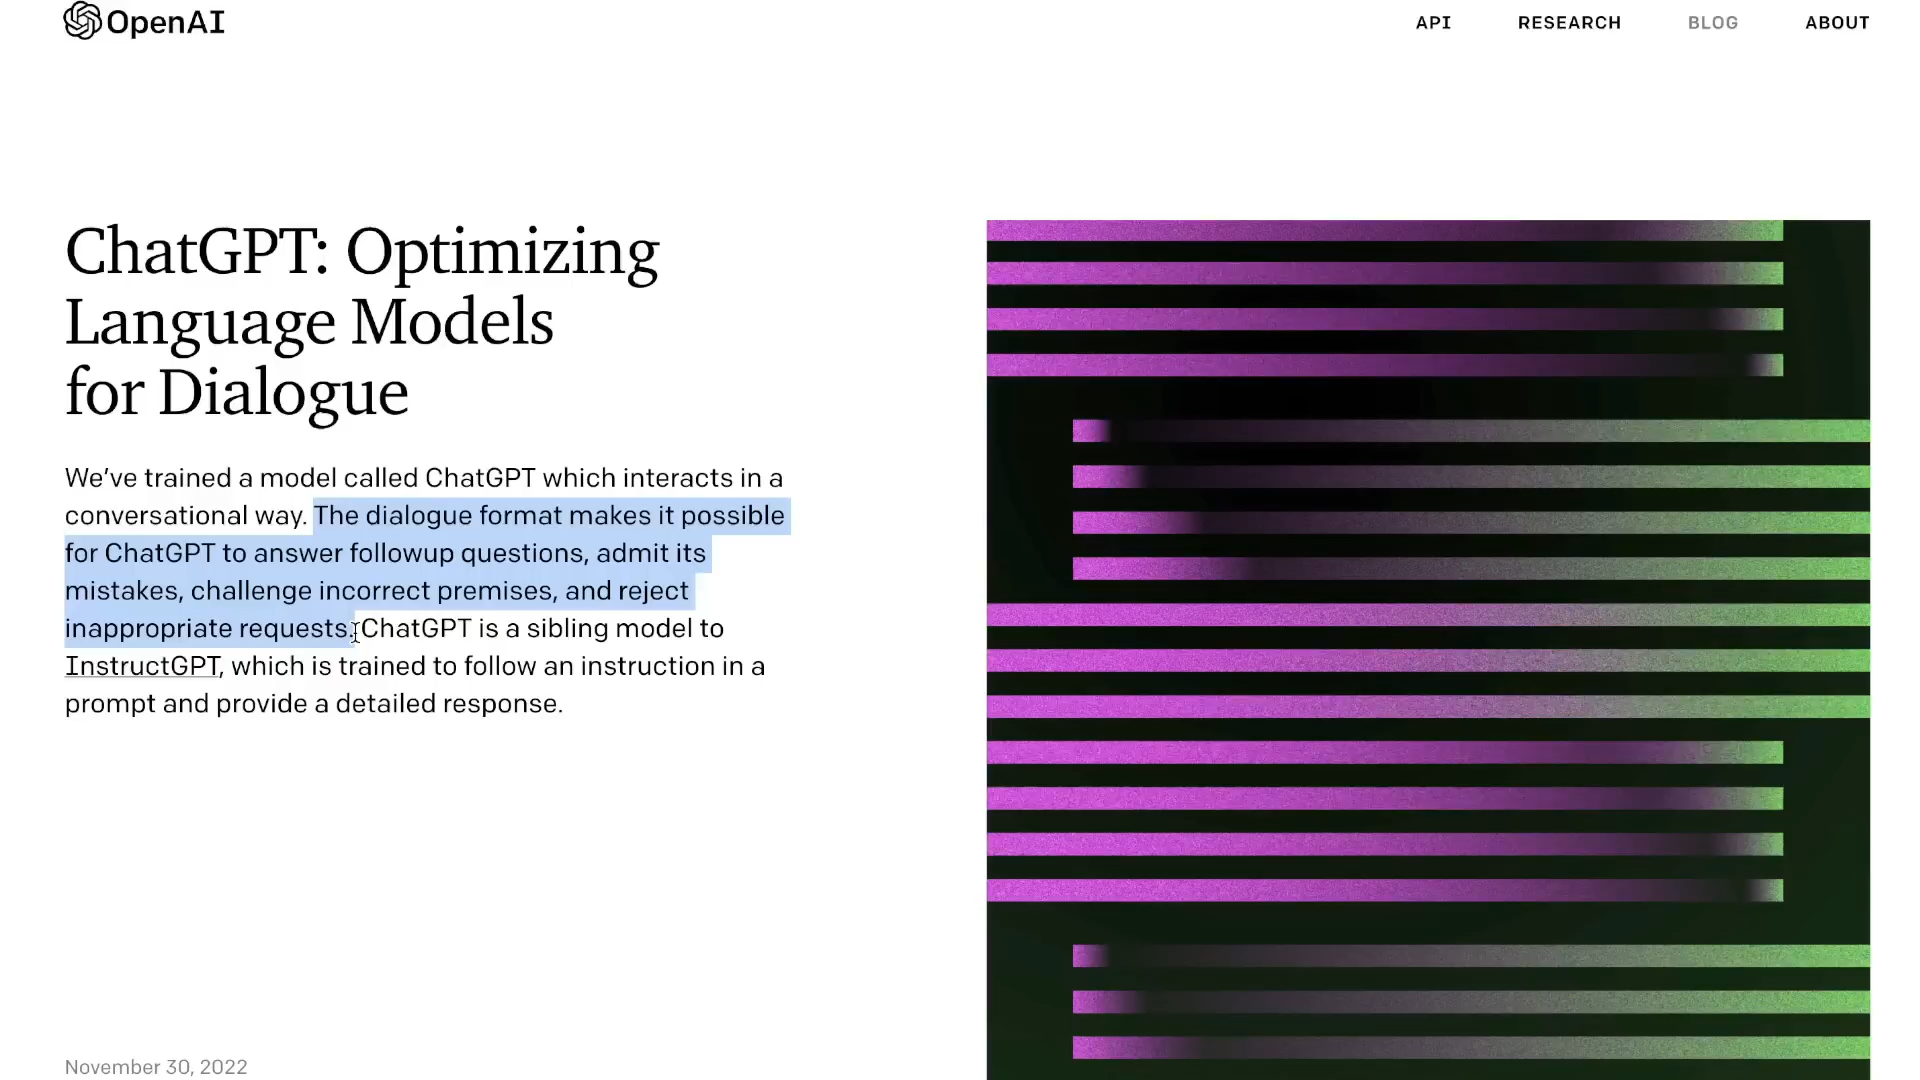 OpenAI
API RESEARCH BLOG ABOUT
ChatGPT: Optimizing
Language Models
for Dialogue
We’ve trained a model called ChatGPT which interacts in a
conversational way. The dialogue format makes it possible
for ChatGPT to answer followup questions, admit its
mistakes, challenge incorrect premises, and reject
inappropriate requests. ChatGPT is a sibling model to
InstructGPT, which is trained to follow an instruction in a
prompt and provide a detailed response.
November 30, 2022